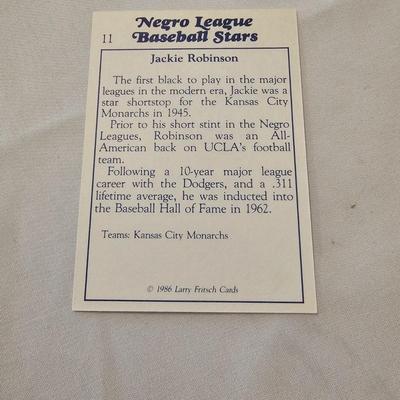 Negro League
11 Baseball Stars
Jackie Robinson
The first black to play in the major
leagues in the modern era, Jackie was a
star shortstop for the Kansas City
Monarchs in 1945.
Prior to his short stint in the Negro
Leagues, Robinson was an All-
American back on UCLA's football
team.
Following a 10-year major league
career with the Dodgers, and a .311
lifetime average, he was inducted into
the Baseball Hall of Fame in 1962.
Teams: Kansas City Monarchs
© 1986 Larry Fritsch Cards